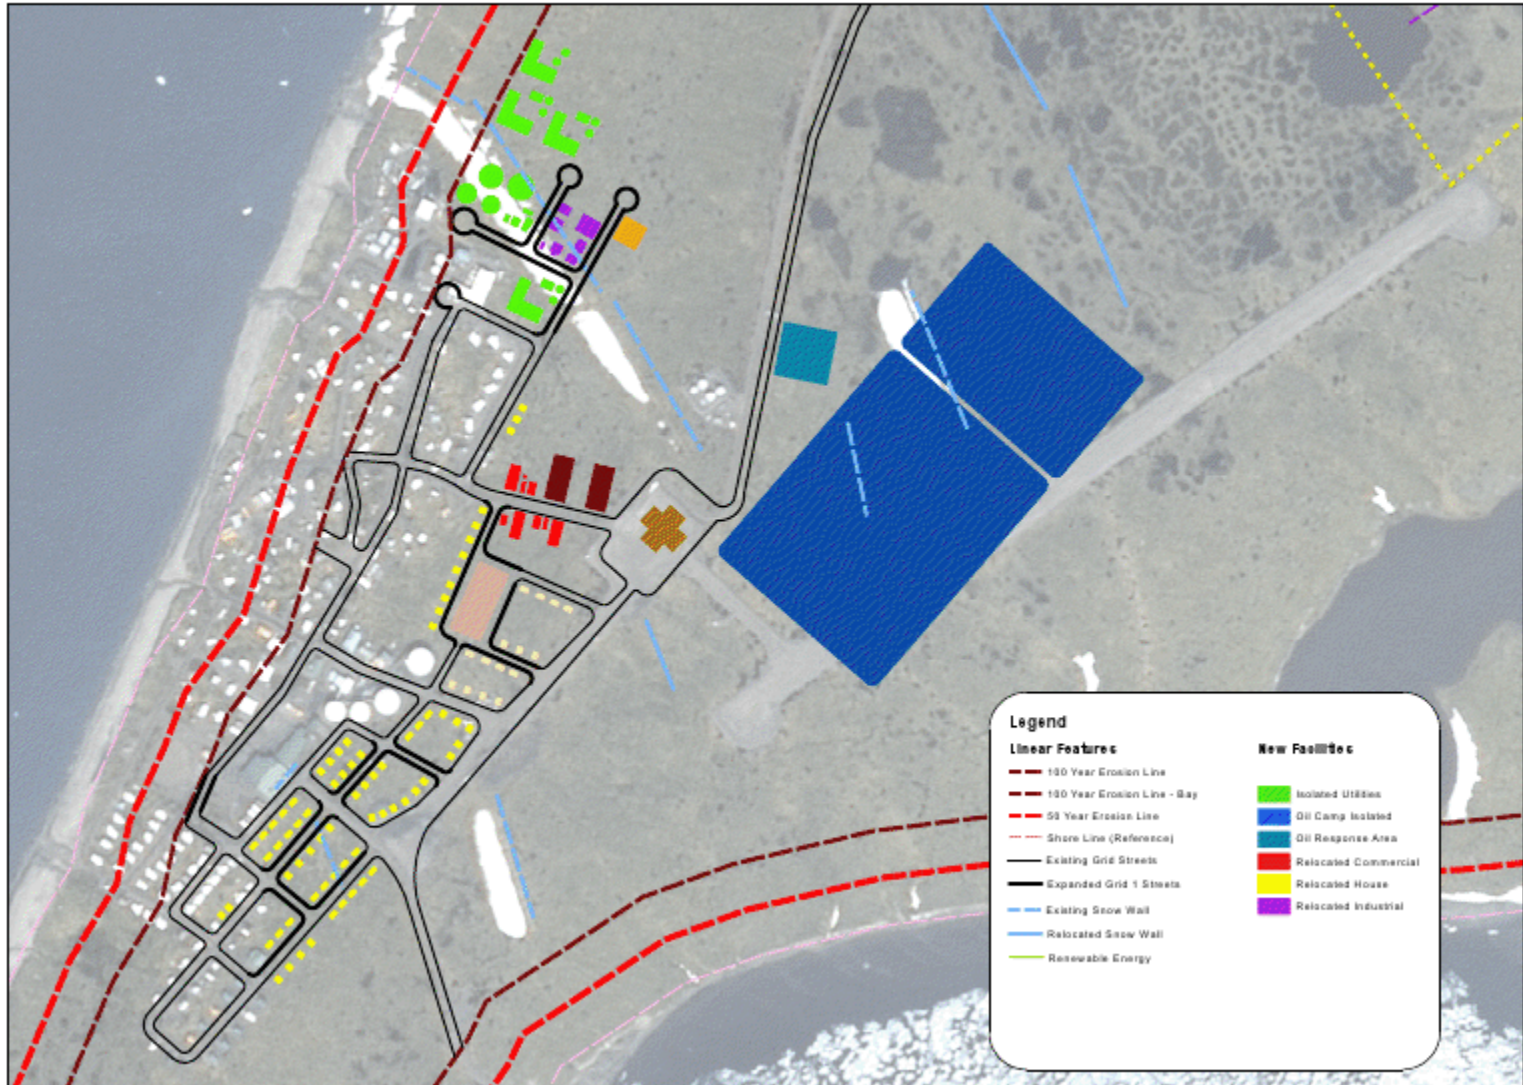 Legend
Linear Features
100 Year Erosion Line
100 Year Erosion Line - Bay
50 Year Erosion Line
Shore Line (Reference)
Existing Grid Streets
Expanded Grid 1 Streets
Existing Snow Wall
Relocated Snow Wall
Renewable Energy
New Facilities
Isolated Utilities
Oil Camp Isolated
Oil Response Area
Relocated Commercial
Relocated House
Relocated Industrial